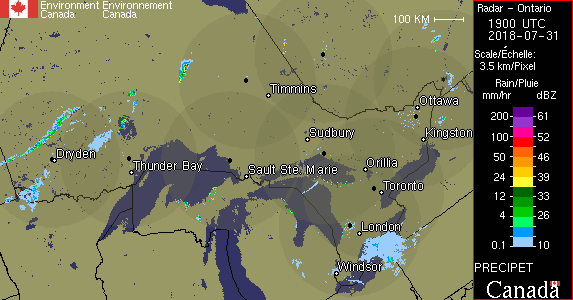 Environment Environnement
Canada Canada
100 KM
Timmins
Ottawa
Sudbury
Kingston
Dryden
Thunder Bay
Sault Ste. Marie
Orillia
Toronto
London
Windsor
Radar - Ontario
1900 UTC
2018-07-31
Scale/Échelle:
3.5 km/Pixel
Rain/Pluie
mm/hr dBZ
200 61
100 52
50 46
24 39
12 33
4 26
2 20
0.1 10
PRECIPET
Canada